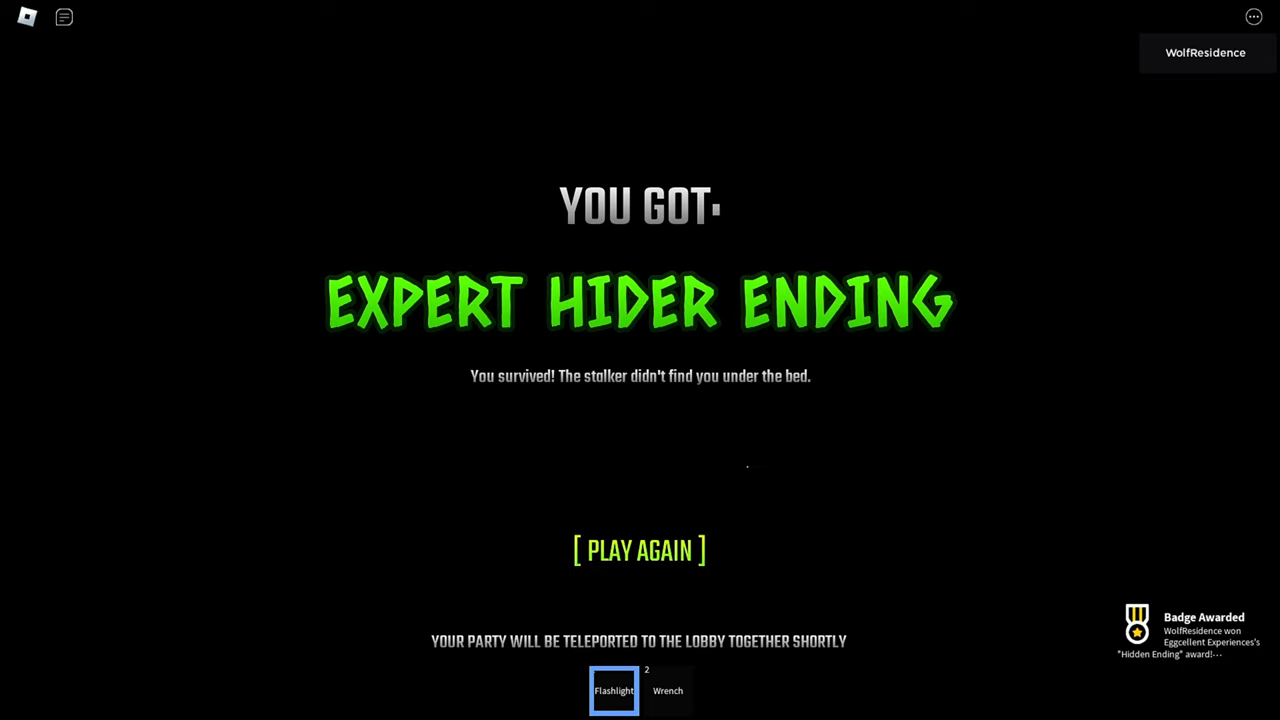 WolfResidence
YOU GOT:
EXPERT HIDER ENDING
You survived! The stalker didn't find you under the bed.
[ PLAY AGAIN ]
YOUR PARTY WILL BE TELEPORTED TO THE LOBBY TOGETHER SHORTLY
Badge Awarded
WolfResidence won
Eggcellent Experiences's
"Hidden Ending" award!...
Flashlight
2
Wrench